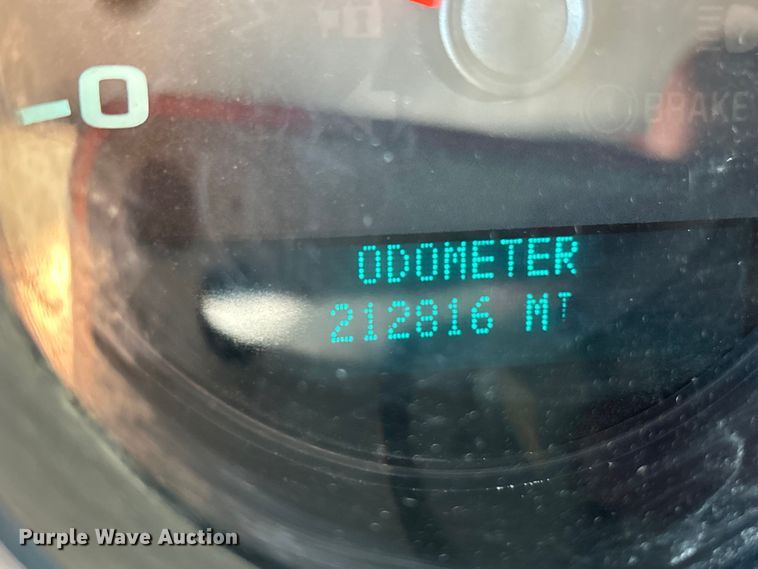 0
BRAKE
ODOMETER
212816 MI
Purple Wave Auction